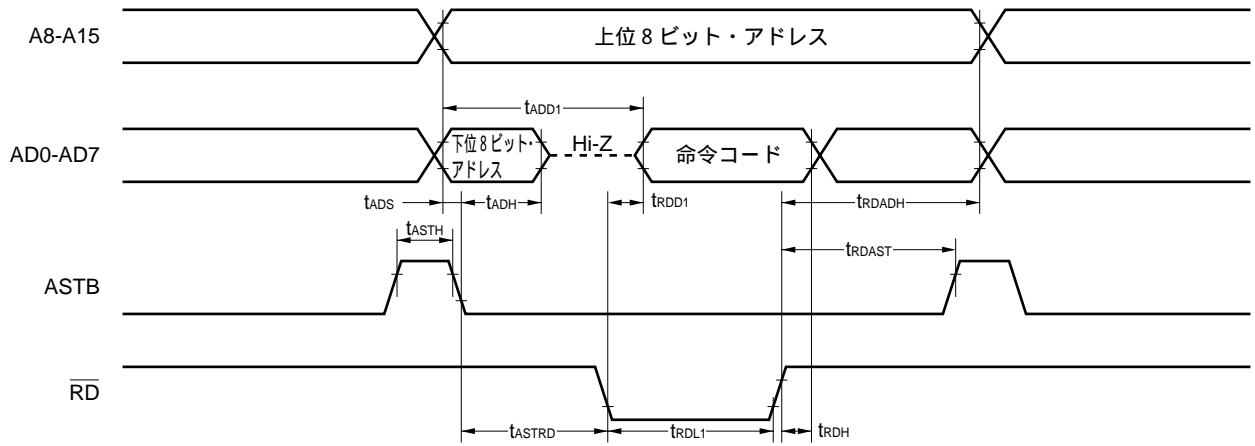 A8-A15
上位 8 ビット・アドレス
tADD1
AD0-AD7
下位 8 ビット・
アドレス
Hi-Z
命令コード
tADS
tADH
tRDD1
tRDADH
tASTH
tRDAST
ASTB
RD
tASTRD
tRDL1
tRDH